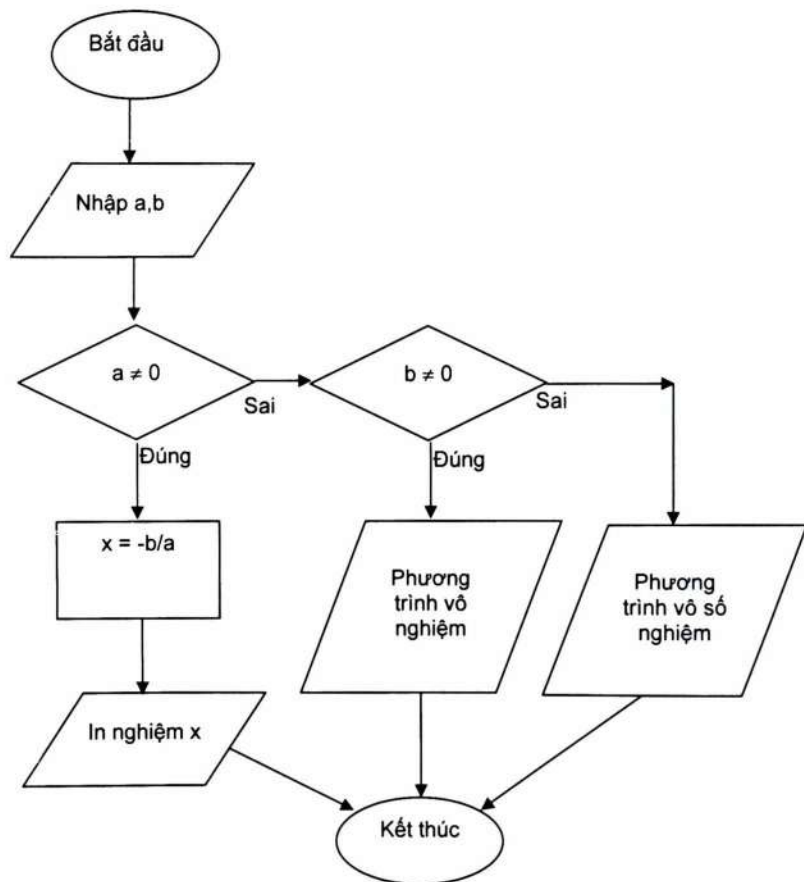 Bắt đầu
Nhập a,b
a ≠ 0
Sai
b ≠ 0
Sai
Đúng
Đúng
x = -b/a
Phương
trình vô
nghiệm
Phương
trình vô số
nghiệm
In nghiệm x
Kết thúc